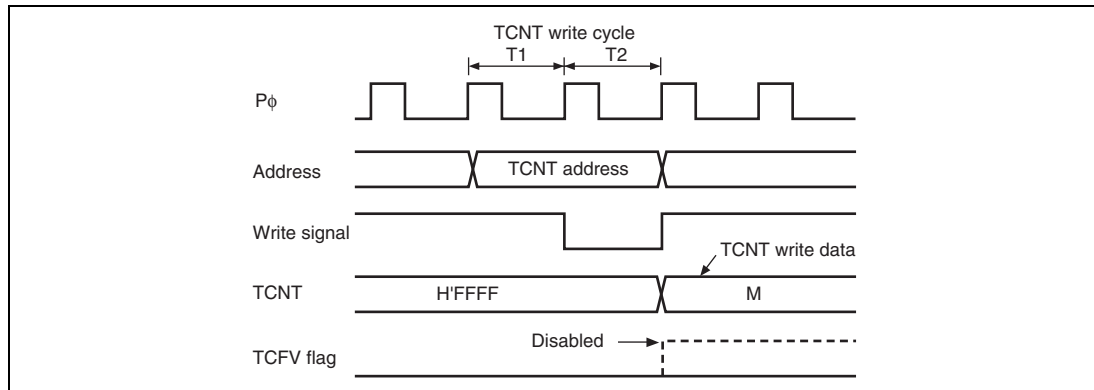 TCNT write cycle
T1 T2
Pϕ
Address TCNT address
Write signal
TCNT write data
TCNT H'FFFF M
Disabled
TCFV flag